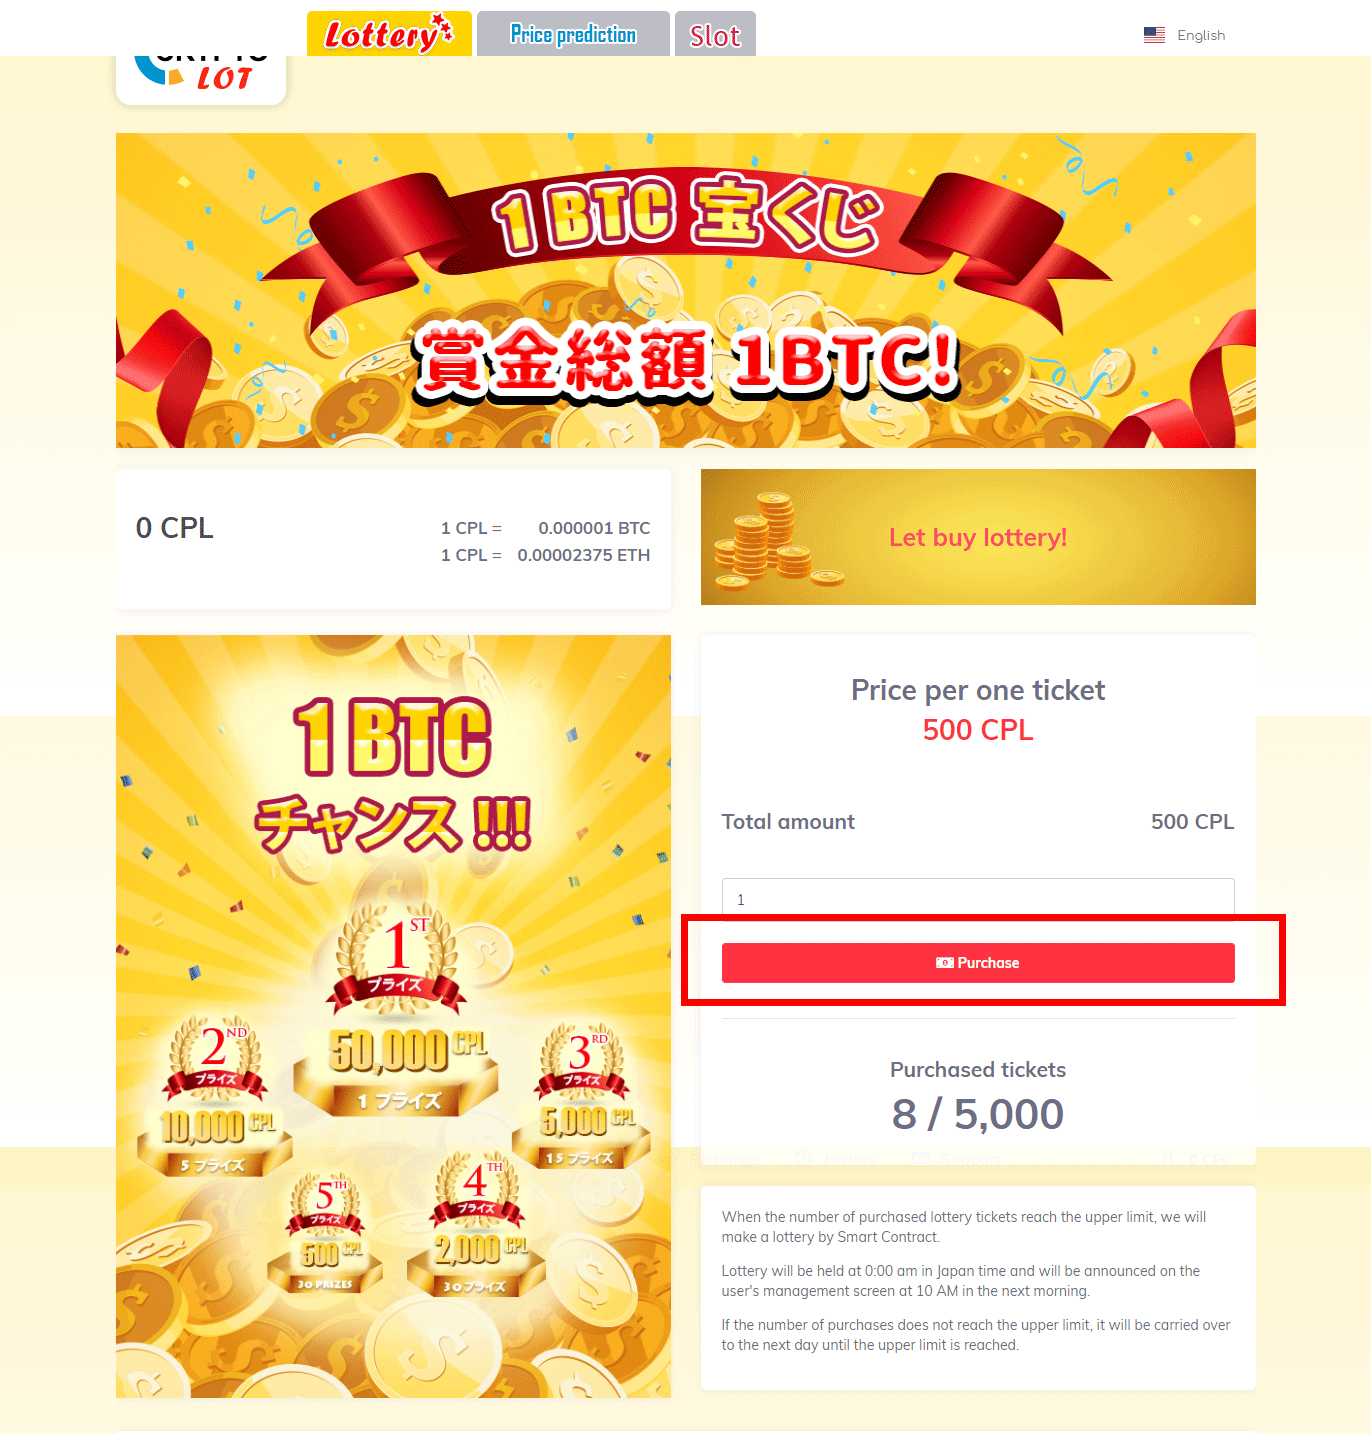 Lottery
Price prediction
Slot
English
LOT
1 BTC 宝くじ
賞金総額 1BTC!
0 CPL
1 CPL = 0.000001 BTC
1 CPL = 0.00002375 ETH
Let buy lottery!
1 BTC
チャンス !!!
1ST
プライズ
50,000 CPL
1 プライズ
2ND
プライズ
10,000 CPL
5 プライズ
3RD
プライズ
5,000 CPL
15 プライズ
5TH
プライズ
500 CPL
30 PRIZES
4TH
プライズ
2,000 CPL
30 プライズ
Price per one ticket
500 CPL
Total amount 500 CPL
1
Purchase
Purchased tickets
8 / 5,000
Exchange History Support 0 CPL
When the number of purchased lottery tickets reach the upper limit, we will
make a lottery by Smart Contract.
Lottery will be held at 0:00 am in Japan time and will be announced on the
user's management screen at 10 AM in the next morning.
If the number of purchases does not reach the upper limit, it will be carried over
to the next day until the upper limit is reached.